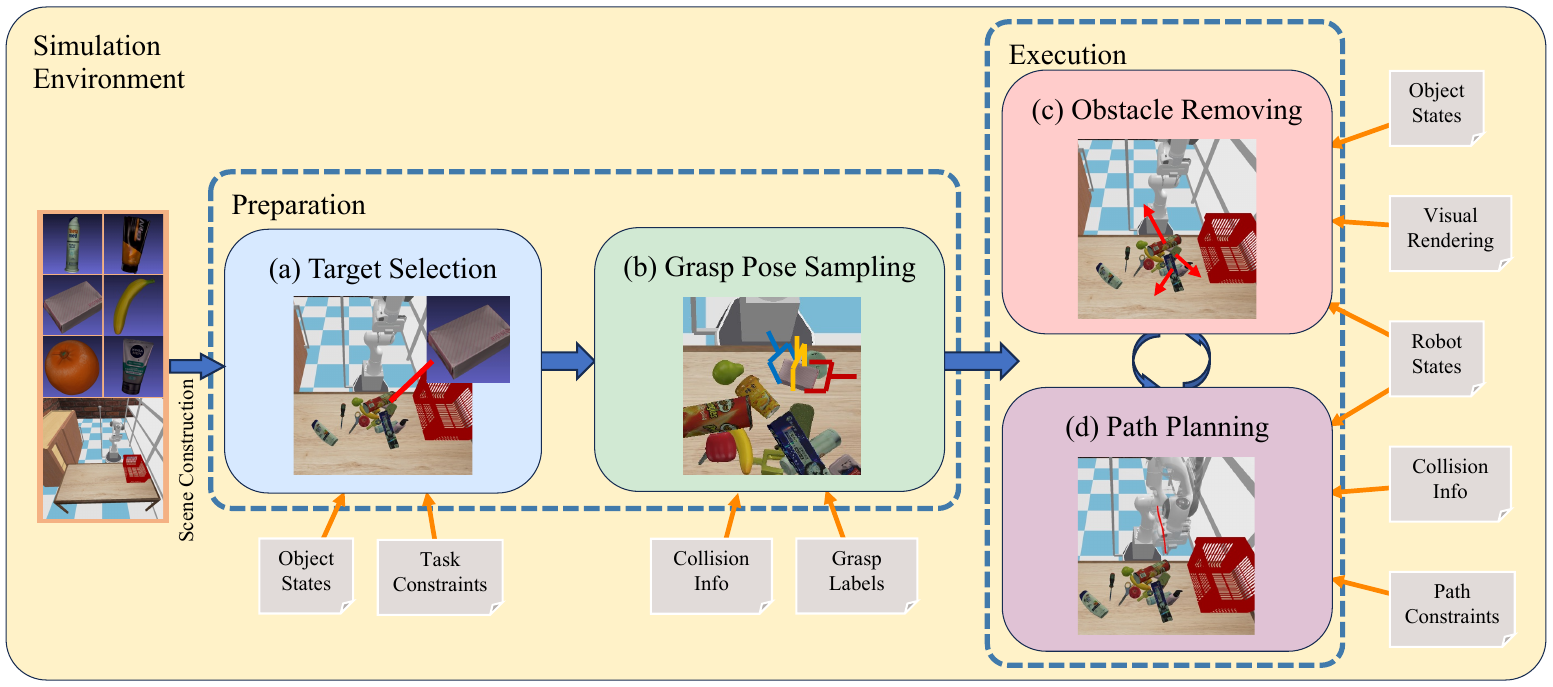 Simulation
Environment
Scene Construction
Preparation
(a) Target Selection
(b) Grasp Pose Sampling
Object
States
Task
Constraints
Collision
Info
Grasp
Labels
Execution
(c) Obstacle Removing
(d) Path Planning
Object
States
Visual
Rendering
Robot
States
Collision
Info
Path
Constraints